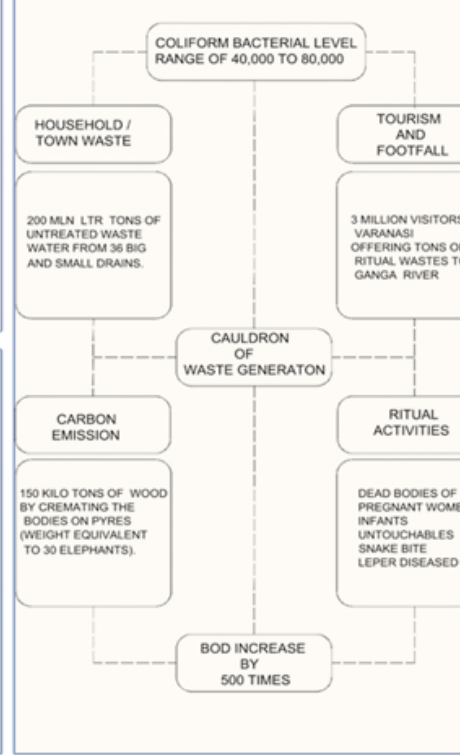 COLIFORM BACTERIAL LEVEL
RANGE OF 40,000 TO 80,000
HOUSEHOLD /
TOWN WASTE
TOURISM
AND
FOOTFALL
200 MLN LTR TONS OF
UNTREATED WASTE
WATER FROM 36 BIG
AND SMALL DRAINS.
3 MILLION VISITORS
VARANASI
OFFERING TONS
RITUAL WASTES
GANGA RIVER
CAULDRON
OF
WASTE GENERATON
CARBON
EMISSION
RITUAL
ACTIVITIES
150 KILO TONS OF WOOD
BY CREMATING THE
BODIES ON PYRES
(WEIGHT EQUIVALENT
TO 30 ELEPHANTS).
DEAD BODIES OF
PREGNANT
INFANTS
UNTOUCHABLES
SNAKE BITE
LEPER DISEASED
BOD INCREASE
BY
500 TIMES